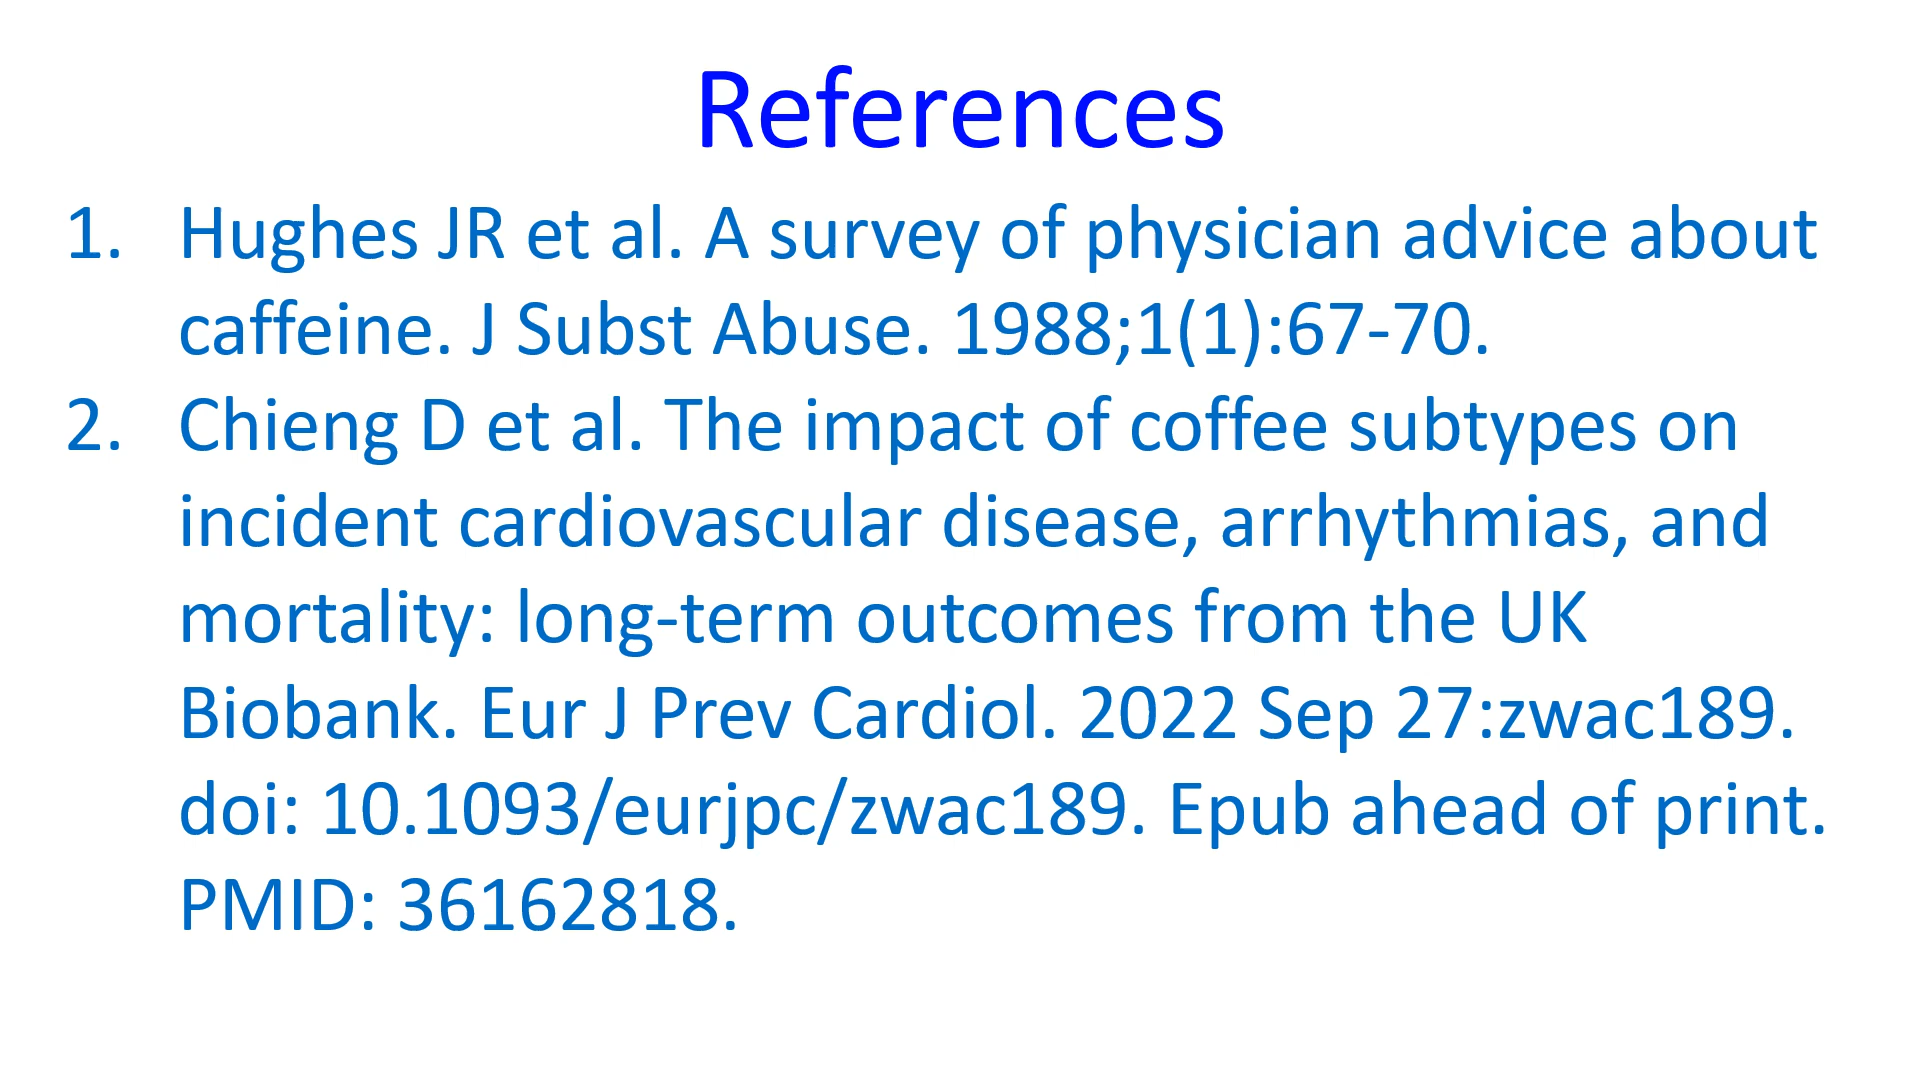 References
1. Hughes JR et al. A survey of physician advice about
caffeine. J Subst Abuse. 1988;1(1):67-70.
2. Chieng D et al. The impact of coffee subtypes on
incident cardiovascular disease, arrhythmias, and
mortality: long-term outcomes from the UK
Biobank. Eur J Prev Cardiol. 2022 Sep 27:zwac189.
doi: 10.1093/eurjpc/zwac189. Epub ahead of print.
PMID: 36162818.